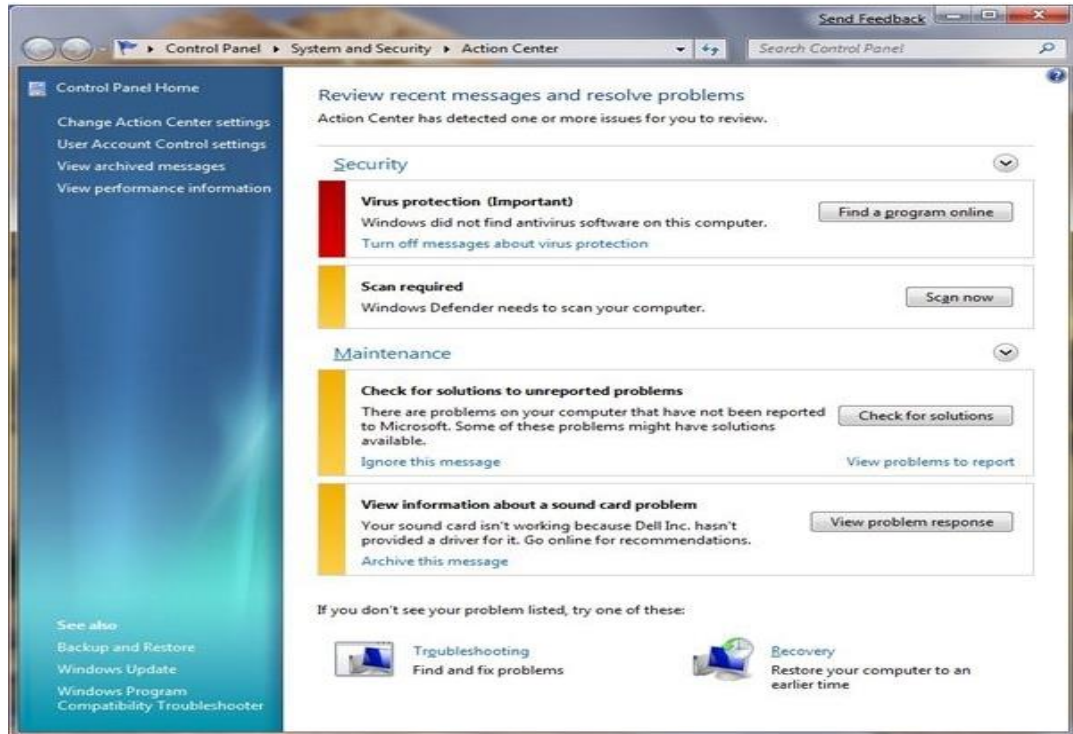 Send Feedback
Control Panel System and Security Action Center
Search Control Panel
Control Panel Home
Change Action Center settings
User Account Control settings
View archived messages
View performance information
See also
Backup and Restore
Windows Update
Windows Program
Compatibility Troubleshooter
Review recent messages and resolve problems
Action Center has detected one or more issues for you to review.
Security
Virus protection (Important)
Windows did not find antivirus software on this computer.
Turn off messages about virus protection
Find a program online
Scan required
Windows Defender needs to scan your computer.
Scan now
Maintenance
Check for solutions to unreported problems
There are problems on your computer that have not been reported
to Microsoft. Some of these problems might have solutions
available.
Check for solutions
Ignore this message
View problems to report
View information about a sound card problem
Your sound card isn't working because Dell Inc. hasn't
provided a driver for it. Go online for recommendations.
View problem response
Archive this message
If you don't see your problem listed, try one of these:
Troubleshooting
Find and fix problems
Recovery
Restore your computer to an
earlier time